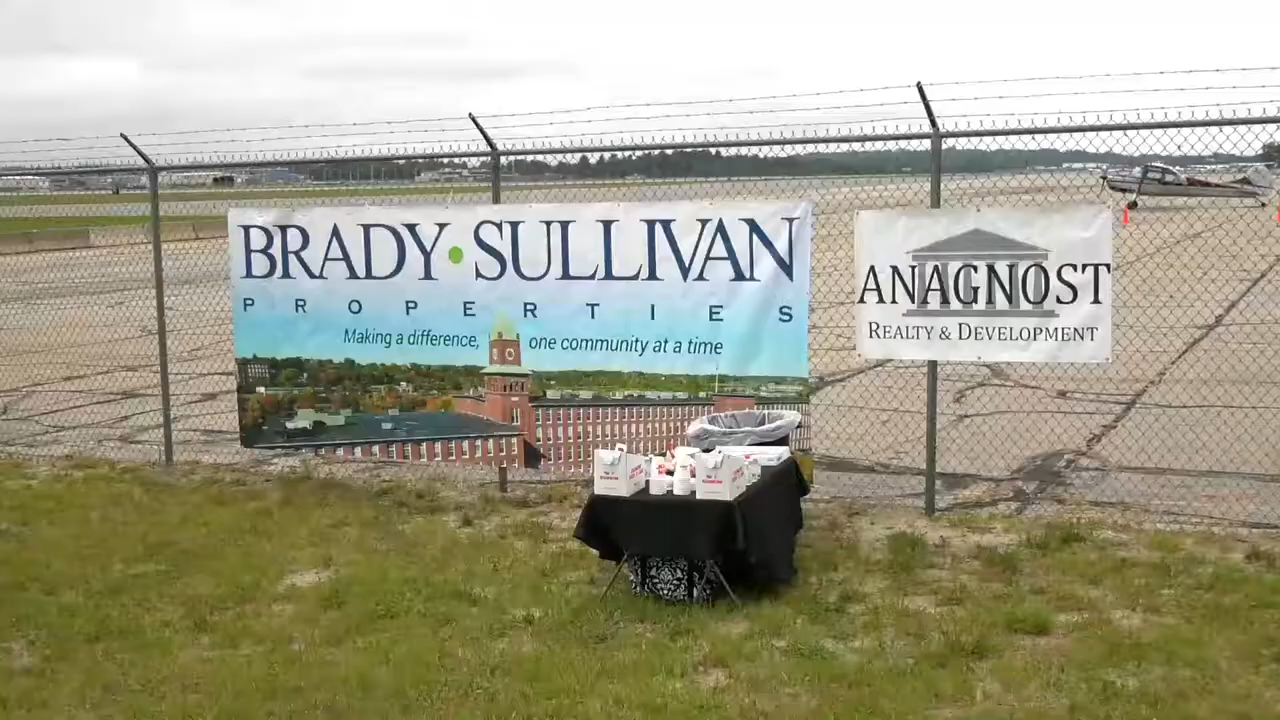 BRADY•SULLIVAN
PROPERTIES
Making a difference, one community at a time
ANAGNOST
REALTY & DEVELOPMENT